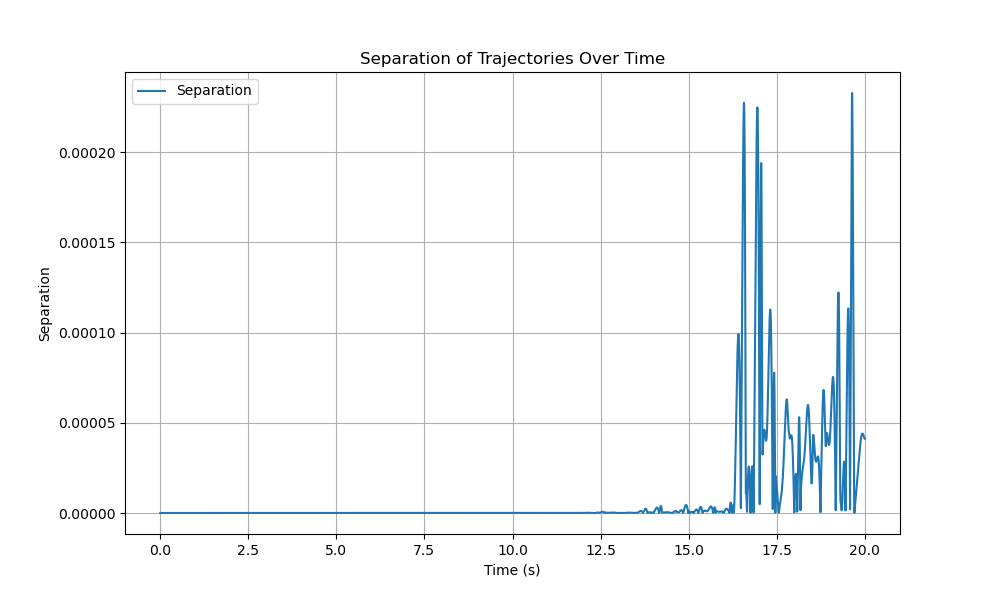 Separation of Trajectories Over Time
Separation
0.00020
0.00015
0.00010
0.00005
0.00000
Separation
0.0 2.5 5.0 7.5 10.0 12.5 15.0 17.5 20.0
Time (s)